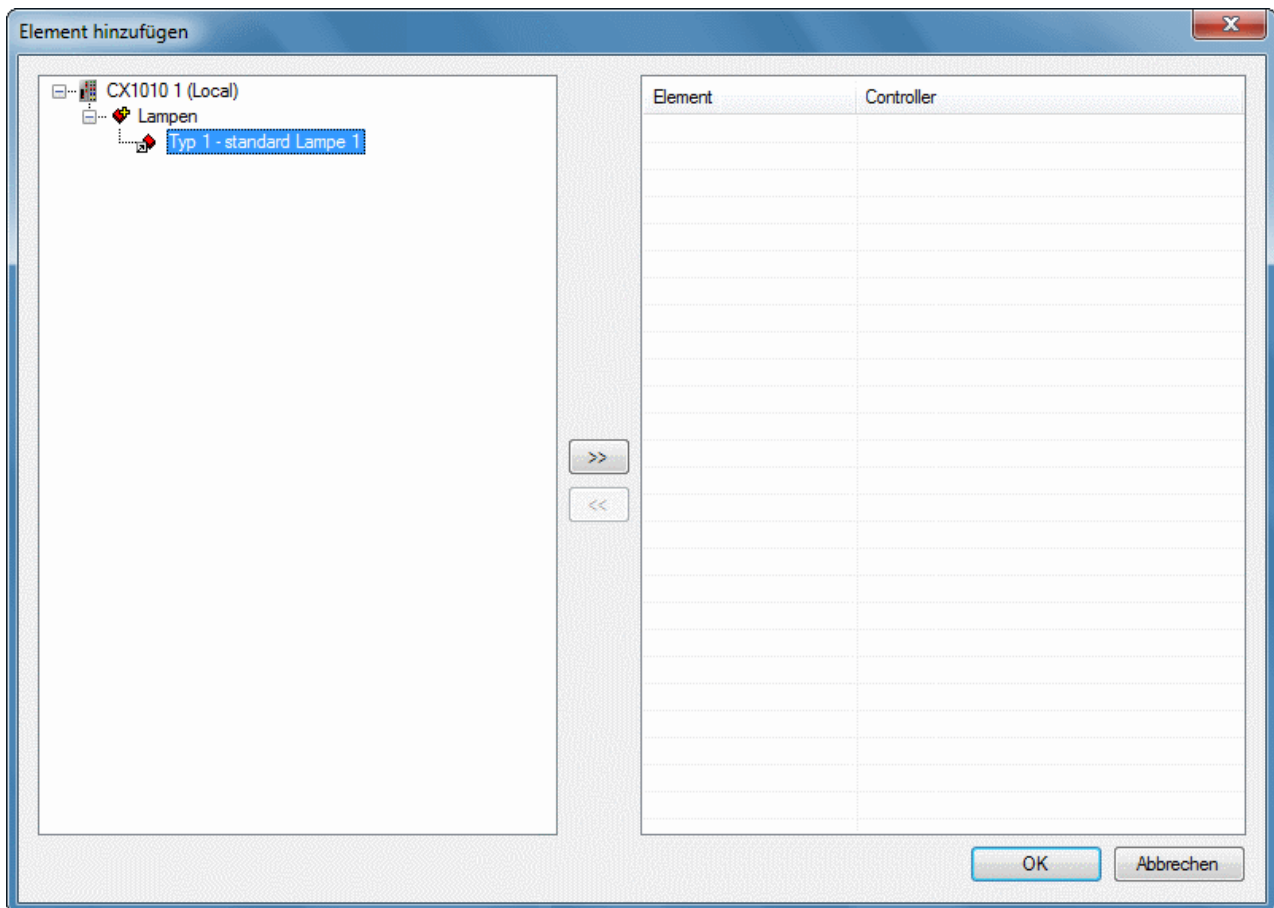 Element hinzufügen
CX1010 1 (Local)
Lampen
Typ 1 - standard Lampe 1
Element Controller
>>
<<
OK Abbrechen